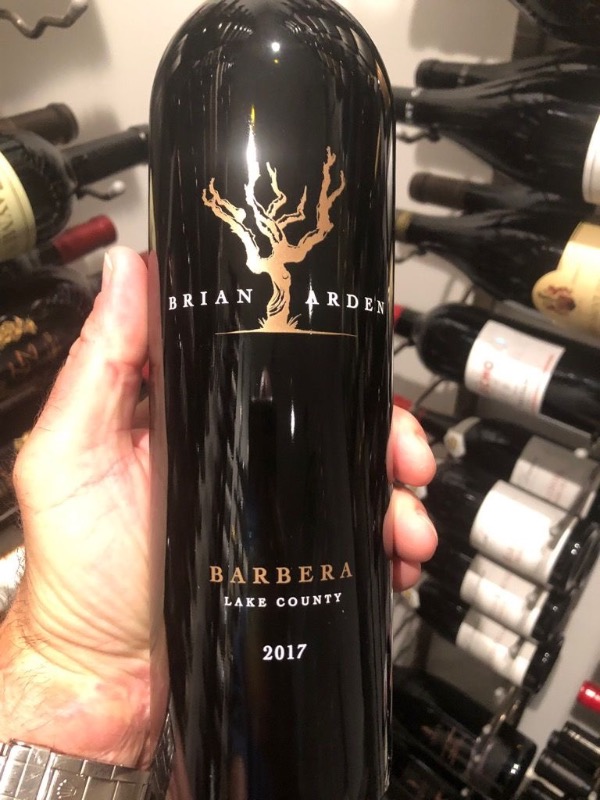 BRIAN ARDEN
BARBERA
LAKE COUNTY
2017